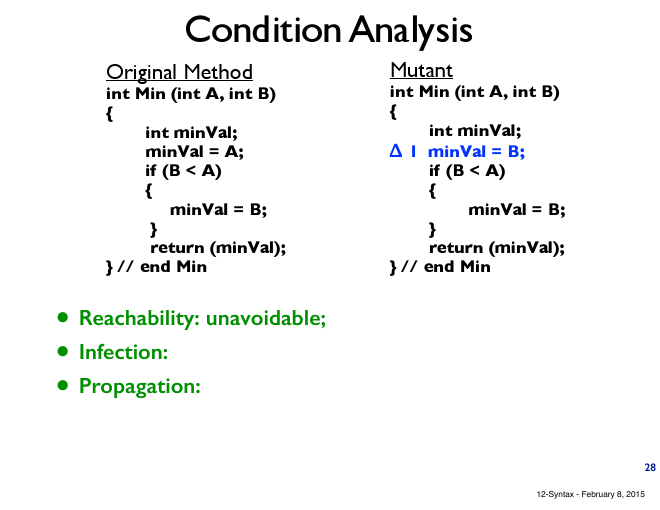 Condition Analysis
Original Method
int Min (int A, int B)
{
int minVal;
minVal = A;
if (B < A)
{
minVal = B;
}
return (minVal);
} // end Min
Mutant
int Min (int A, int B)
{
int minVal;
Δ 1 minVal = B;
if (B < A)
{
minVal = B;
}
return (minVal);
} // end Min
• Reachability: unavoidable;
• Infection:
• Propagation:
28
12-Syntax - February 8, 2015